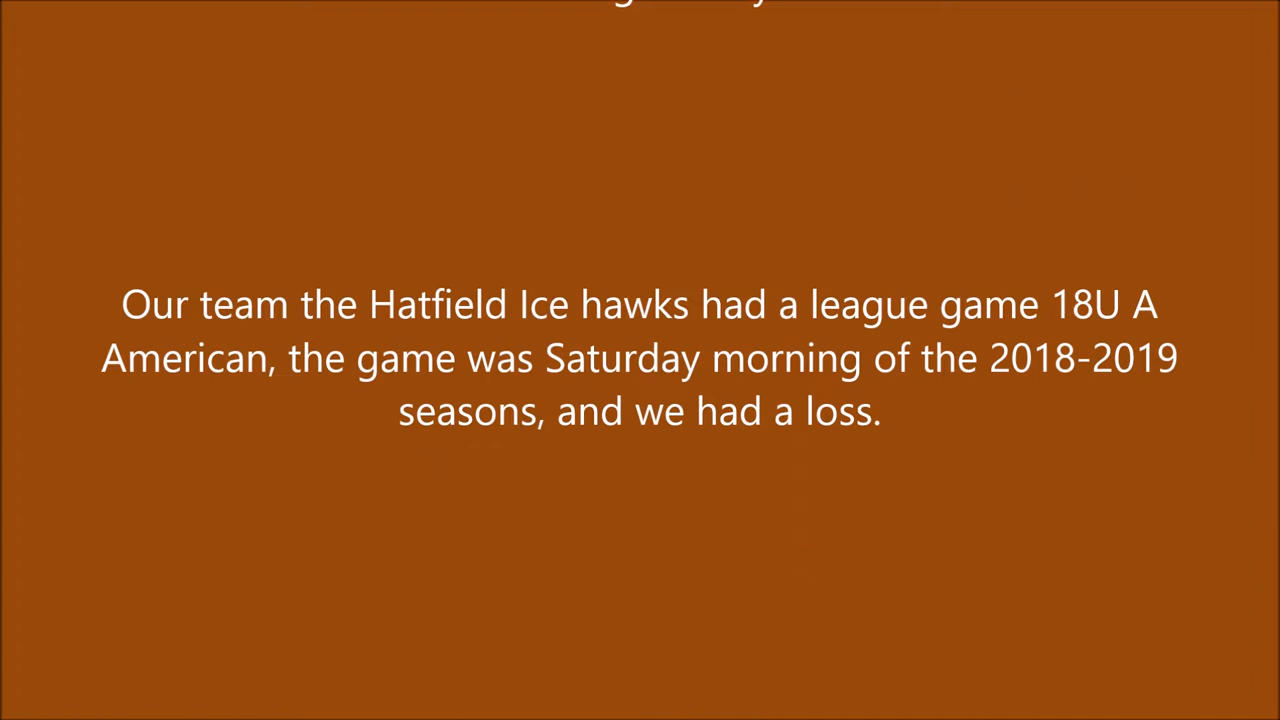 Our team the Hatfield Ice hawks had a league game 18U A
American, the game was Saturday morning of the 2018-2019
seasons, and we had a loss.